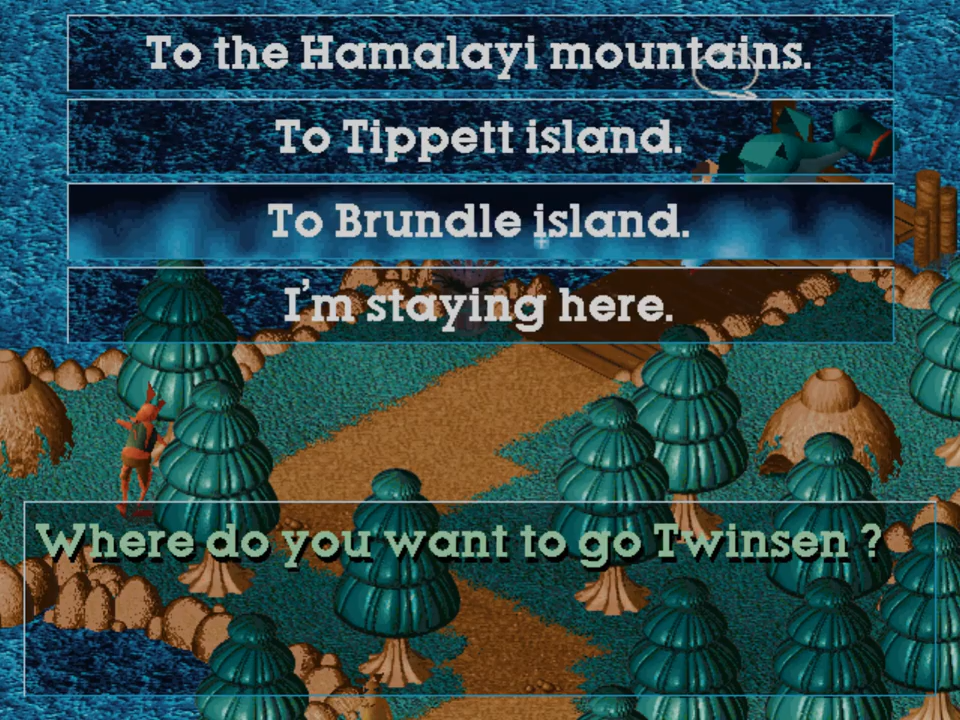 To the Hamalayi mountains.
To Tippett island.
To Brundle island.
I'm staying here.
Where do you want to go Twinsen ?